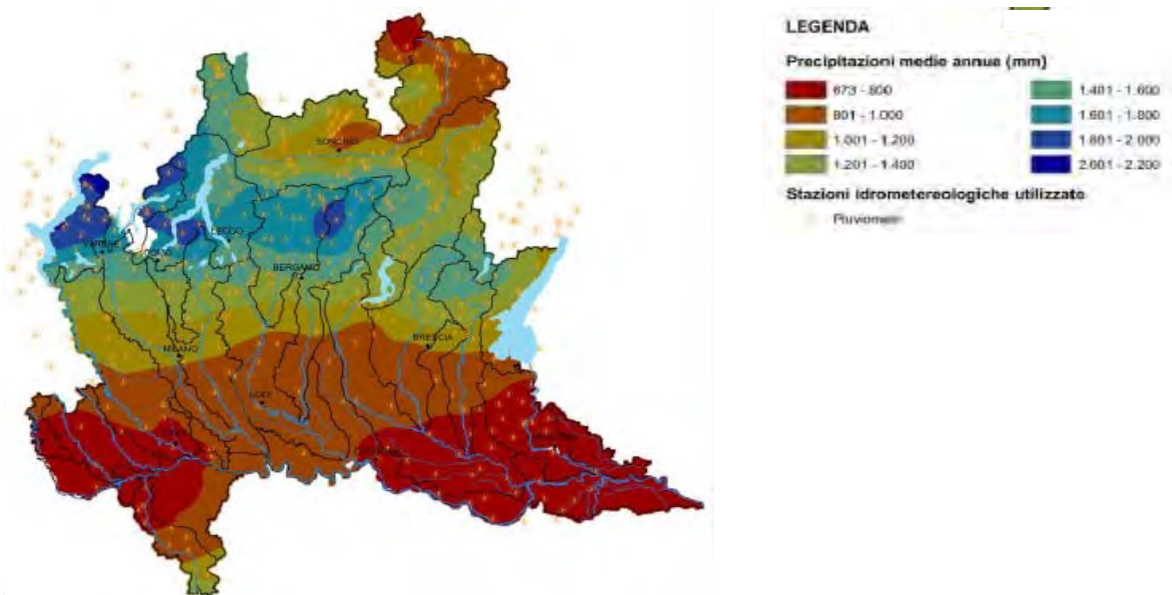 LEGENDA
Precipitazioni medie annue (mm)
673 - 800
801 - 1.000
1.001 - 1.200
1.201 - 1.400
1.401 - 1.600
1.601 - 1.800
1.801 - 2.000
2.001 - 2.200
Stazioni idrometereologiche utilizzate
Pluviometri
SONDRIO
LECCO
VARESE
COMO
BERGAMO
BRESCIA
MILANO
LODI